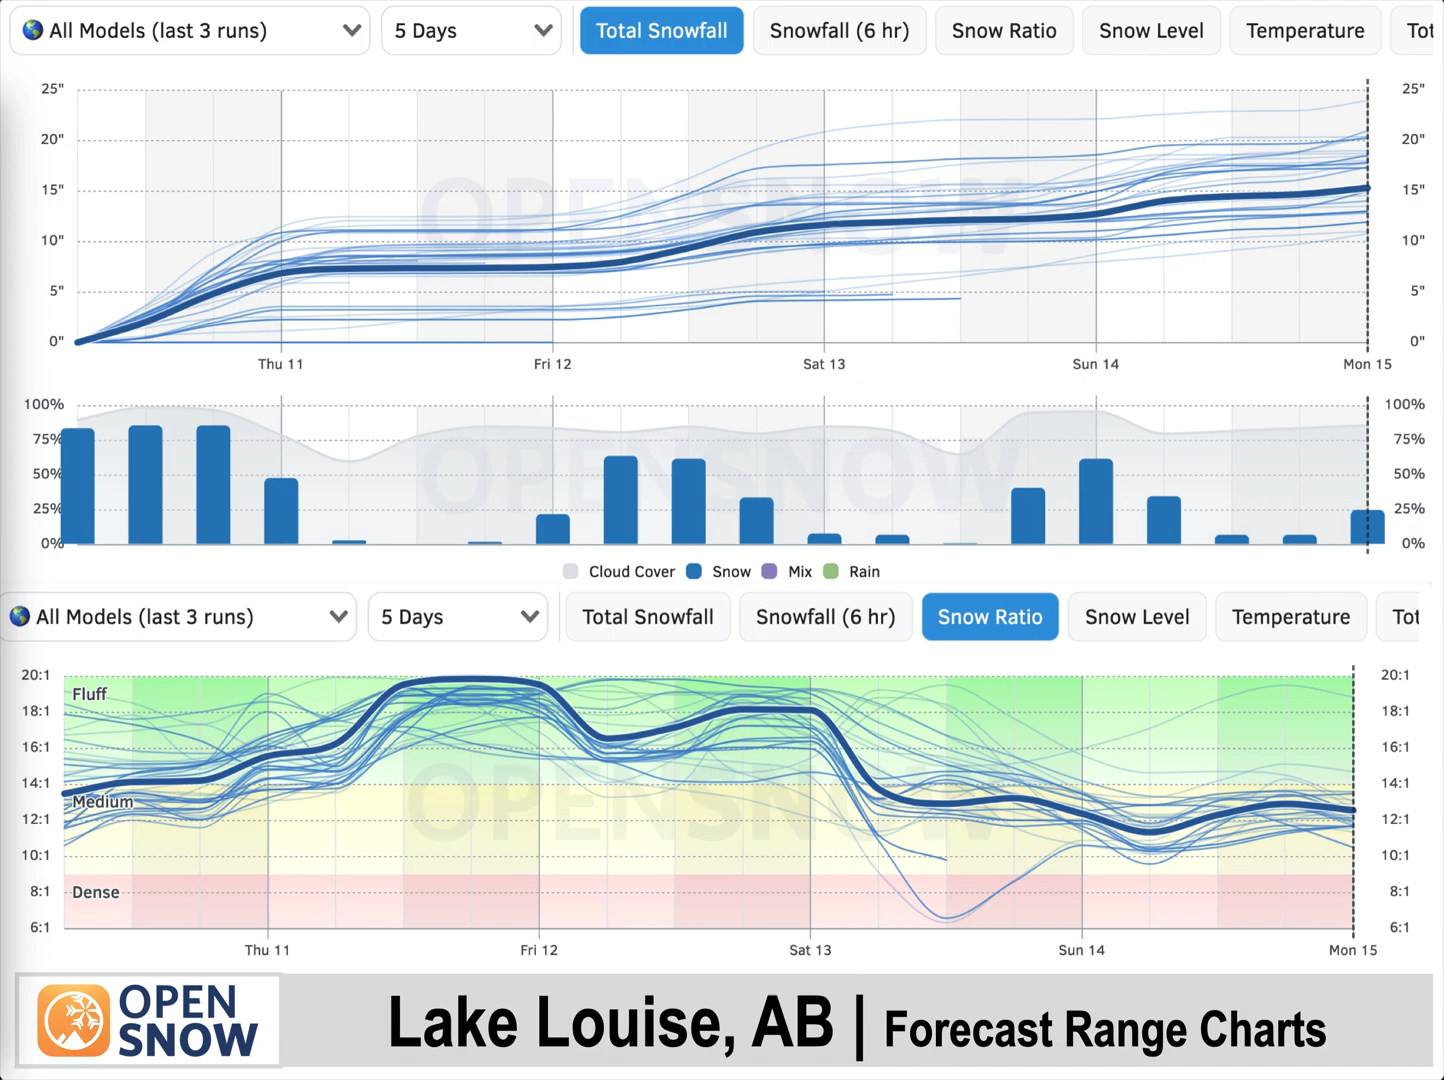 All Models (last 3 runs) 5 Days Total Snowfall Snowfall (6 hr) Snow Ratio Snow Level Temperature Tot
25" 25"
20" 20"
15" 15"
OPENSNOW
10" 10"
5" 5"
0" 0"
Thu 11 Fri 12 Sat 13 Sun 14 Mon 15
100% 100%
75% 75%
OPENSNOW
50% 50%
25% 25%
0% 0%
Cloud Cover Snow Mix Rain
All Models (last 3 runs) 5 Days Total Snowfall Snowfall (6 hr) Snow Ratio Snow Level Temperature Tot
20:1 20:1
Fluff
18:1 18:1
16:1 16:1
14:1 14:1
Medium
OPENSNOW
12:1 12:1
10:1 10:1
8:1 Dense 8:1
6:1 6:1
Thu 11 Fri 12 Sat 13 Sun 14 Mon 15
OPEN
SNOW
Lake Louise, AB | Forecast Range Charts